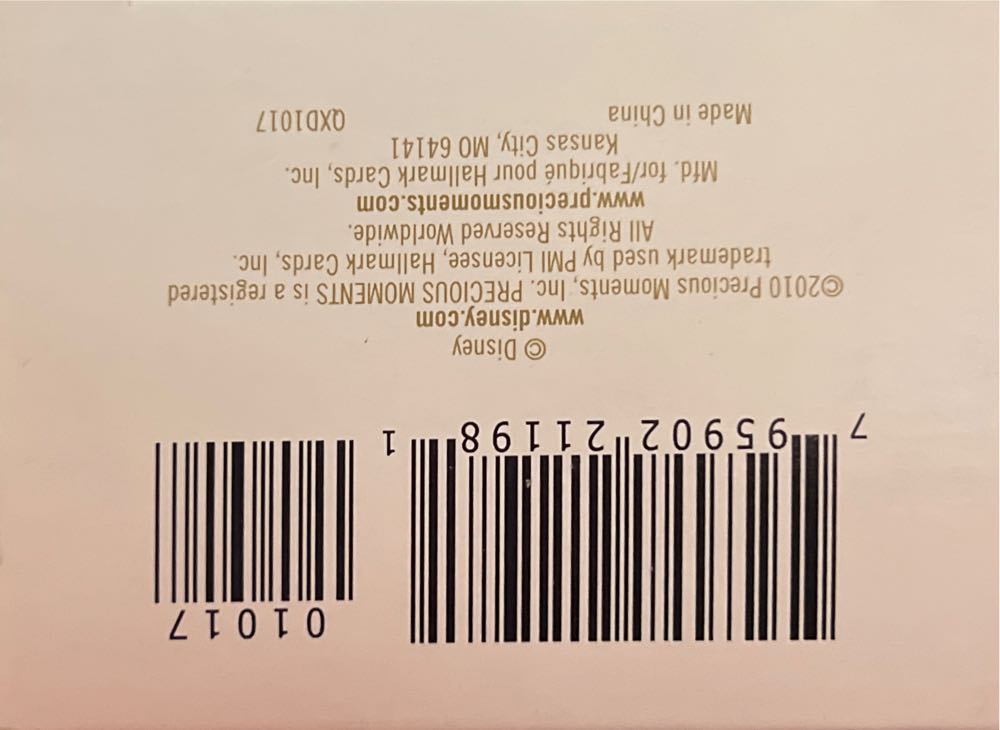 01017
7 95902 21198 1
© Disney
www.disney.com
©2010 Precious Moments, Inc. PRECIOUS MOMENTS is a registered
trademark used by PMI Licensee, Hallmark Cards, Inc.
All Rights Reserved Worldwide.
www.preciousmoments.com
Mfd. for/Fabriqué pour Hallmark Cards, Inc.
Kansas City, MO 64141
Made in China QXD1017